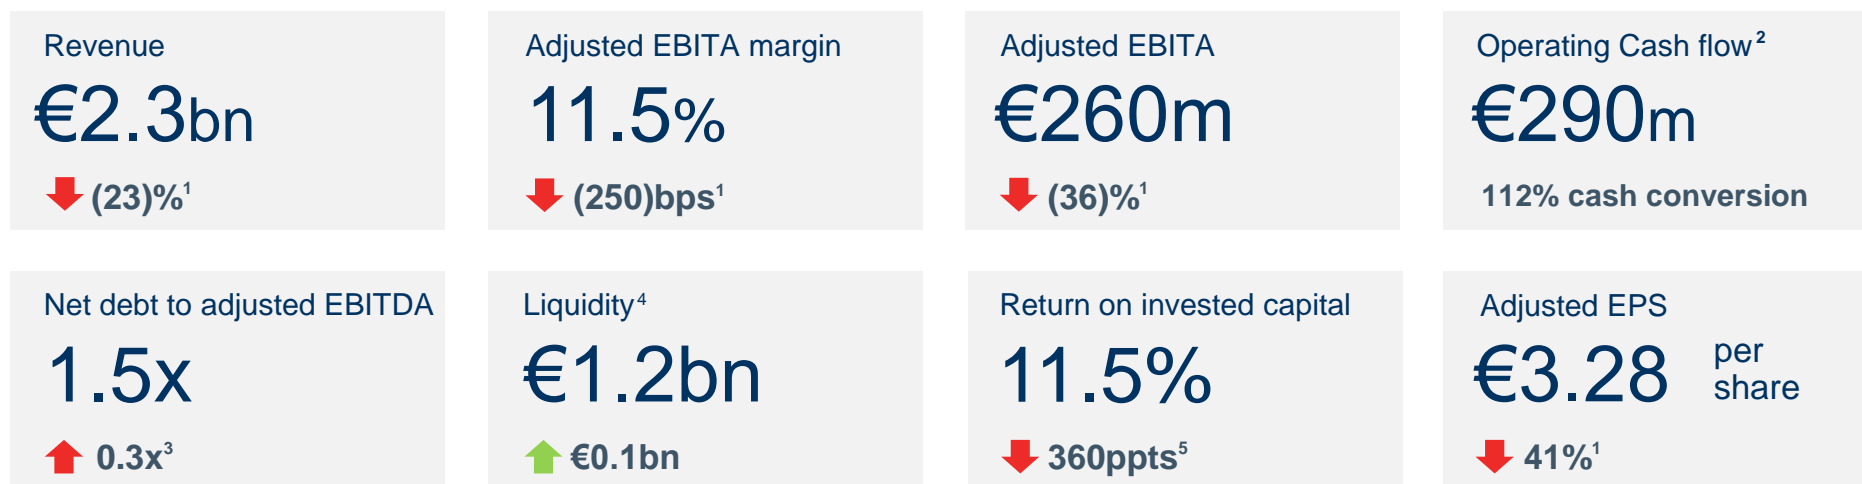 Revenue
€2.3bn
(23)%¹
Adjusted EBITA margin
11.5%
(250)bps¹
Adjusted EBITA
€260m
(36)%¹
Operating Cash flow²
€290m
112% cash conversion
Net debt to adjusted EBITDA
1.5x
0.3x³
Liquidity⁴
€1.2bn
€0.1bn
Return on invested capital
11.5%
360ppts⁵
Adjusted EPS
€3.28 per
share
41%¹